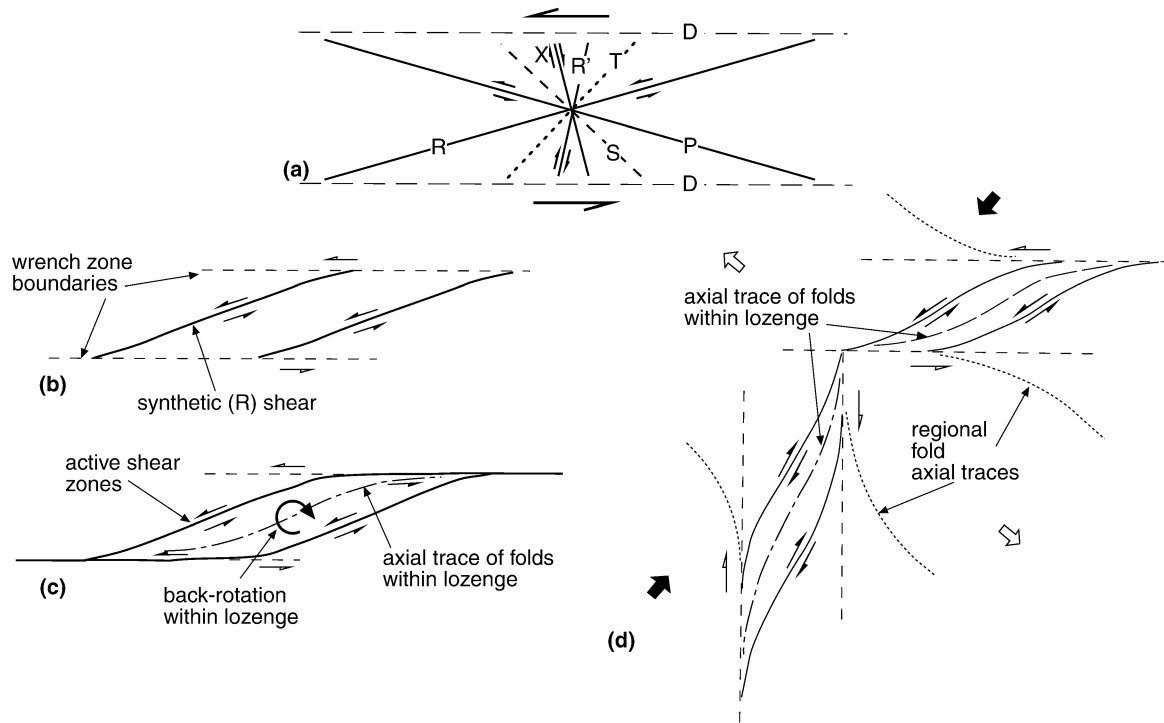 D
X
R'
T
R
S
P
(a)
D
wrench zone
boundaries
(b)
synthetic (R) shear
active shear
zones
(c)
back-rotation
within lozenge
axial trace of folds
within lozenge
axial trace of folds
within lozenge
regional
fold
axial traces
(d)